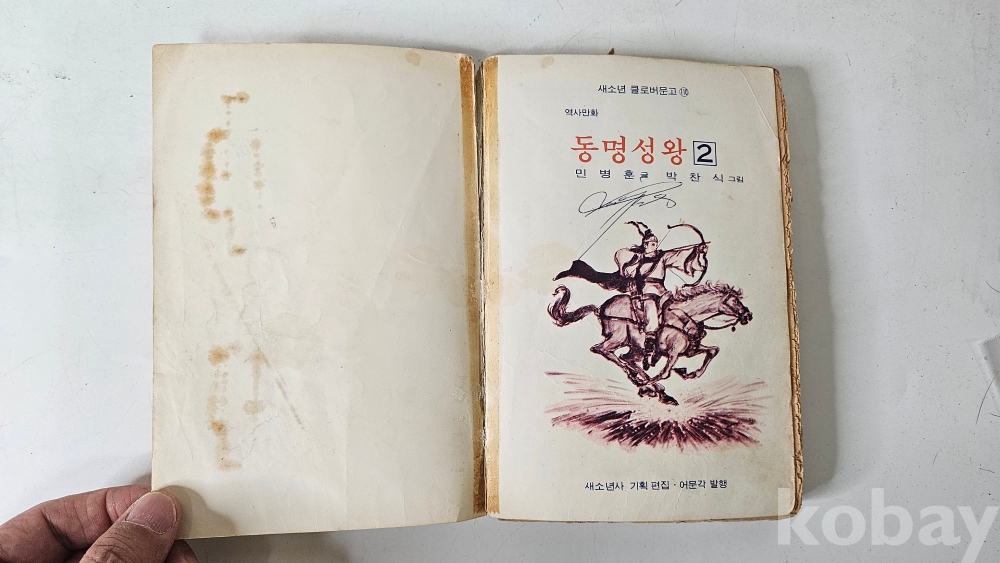 새소년 클로버문고
역사만화
동명성왕 2
민병훈 글 박찬식 그림
새소년사 기획 편집 · 어문각 발행
kobay